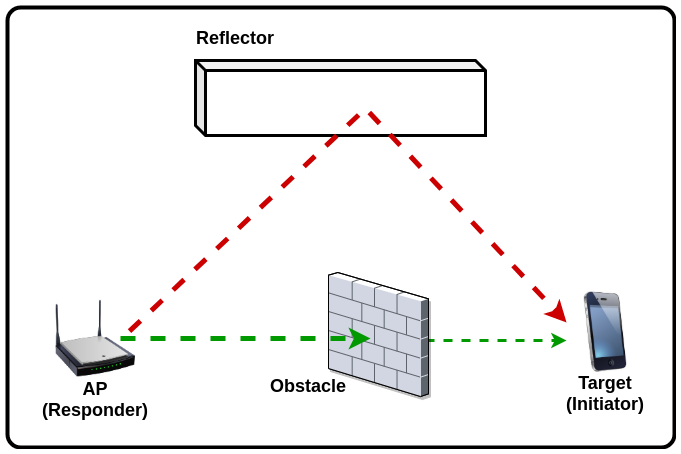 Reflector
Obstacle
AP
(Responder)
Target
(Initiator)